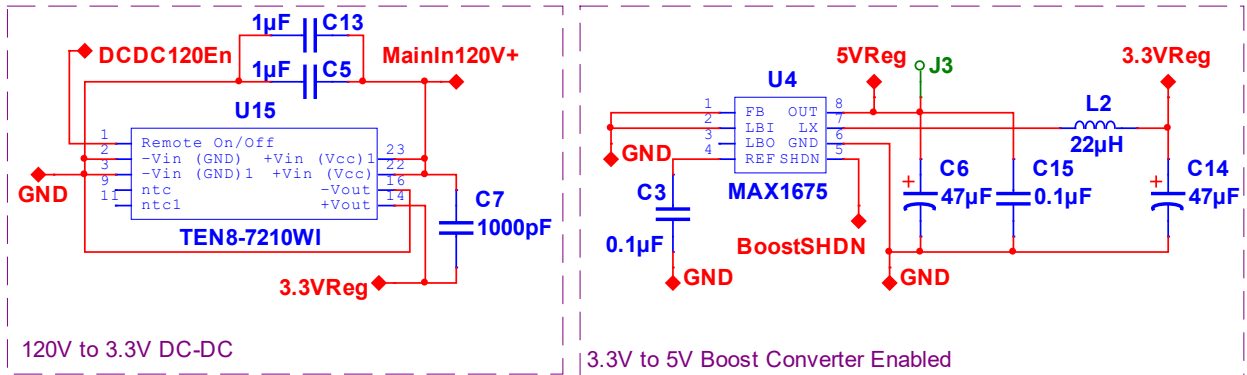 1µF C13
DCDC120En
MainIn120V+
1µF C5
U15
1 Remote On/Off
2 -Vin (GND) +Vin (Vcc)1 23
3 -Vin (GND)1 +Vin (Vcc) 22
9 ntc -Vout 16
11 ntc1 +Vout 14
GND
TEN8-7210WI
C7
1000pF
3.3VReg
120V to 3.3V DC-DC
5VReg
J3
3.3VReg
U4
L2
1 FB OUT 8
2 LBI LX 7
3 LBO GND 6
4 REF SHDN 5
22µH
GND
MAX1675
C3
0.1µF
C6
47µF
C15
0.1µF
C14
47µF
BoostSHDN
GND
GND
3.3V to 5V Boost Converter Enabled